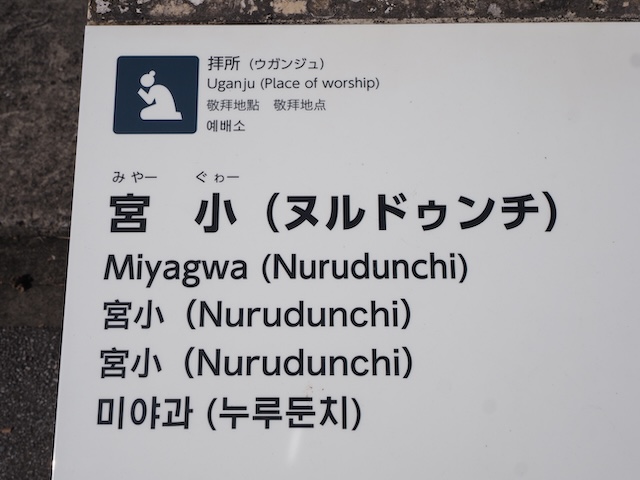 拝所（ウガンジュ）
Uganju (Place of worship)
敬拜地點　敬拜地点
예배소
みやー　ぐゎー
宮　小（ヌルドゥンチ）
Miyagwa (Nurudunchi)
宮小（Nurudunchi）
宮小（Nurudunchi）
미야과 (누루둔치)